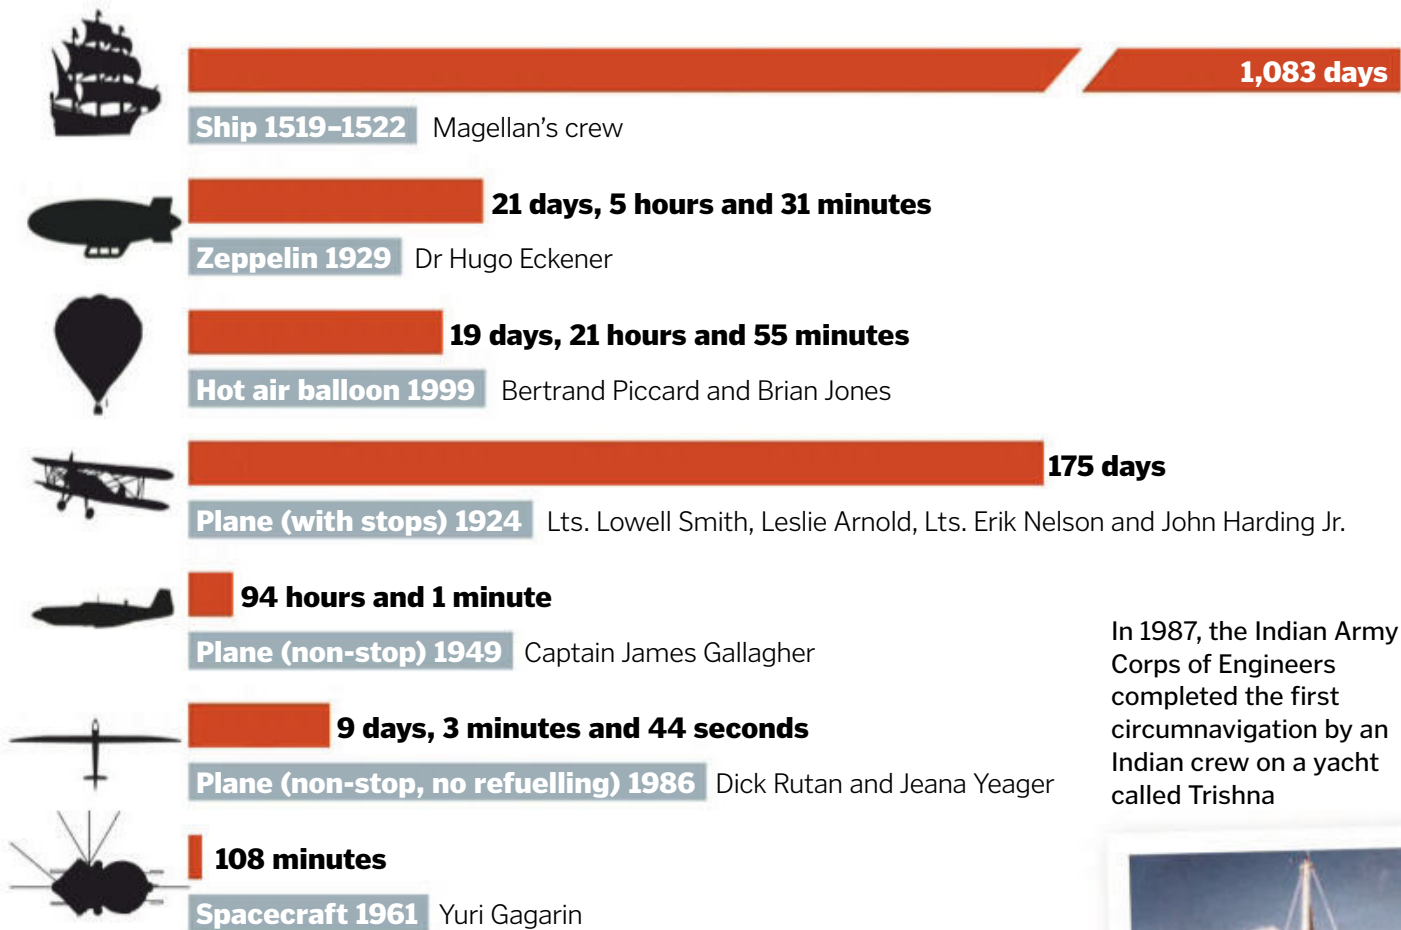 1,083 days
Ship 1519–1522 Magellan's crew
21 days, 5 hours and 31 minutes
Zeppelin 1929 Dr Hugo Eckener
19 days, 21 hours and 55 minutes
Hot air balloon 1999 Bertrand Piccard and Brian Jones
175 days
Plane (with stops) 1924 Lts. Lowell Smith, Leslie Arnold, Lts. Erik Nelson and John Harding Jr.
94 hours and 1 minute
Plane (non-stop) 1949 Captain James Gallagher
9 days, 3 minutes and 44 seconds
Plane (non-stop, no refuelling) 1986 Dick Rutan and Jeana Yeager
108 minutes
Spacecraft 1961 Yuri Gagarin
In 1987, the Indian Army
Corps of Engineers
completed the first
circumnavigation by an
Indian crew on a yacht
called Trishna